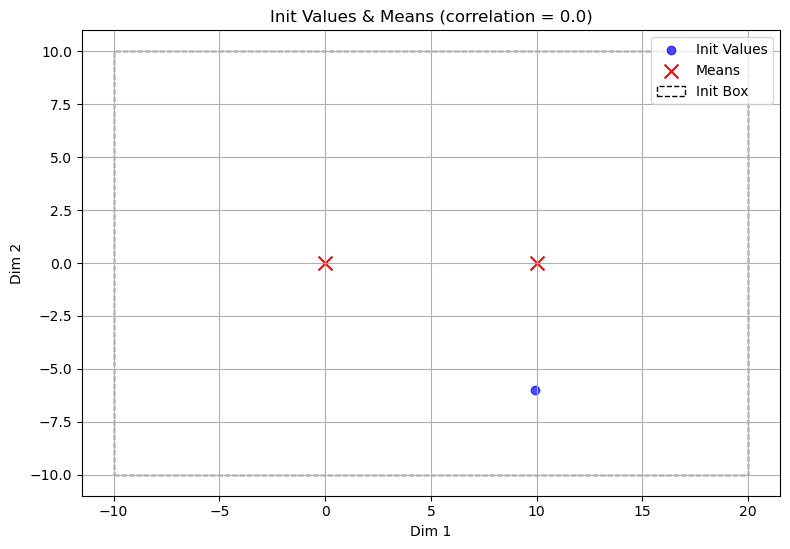 Init Values & Means (correlation = 0.0)
Init Values
Means
Init Box
10.0
7.5
5.0
2.5
0.0
−2.5
−5.0
−7.5
−10.0
Dim 2
−10
−5
0
5
10
15
20
Dim 1